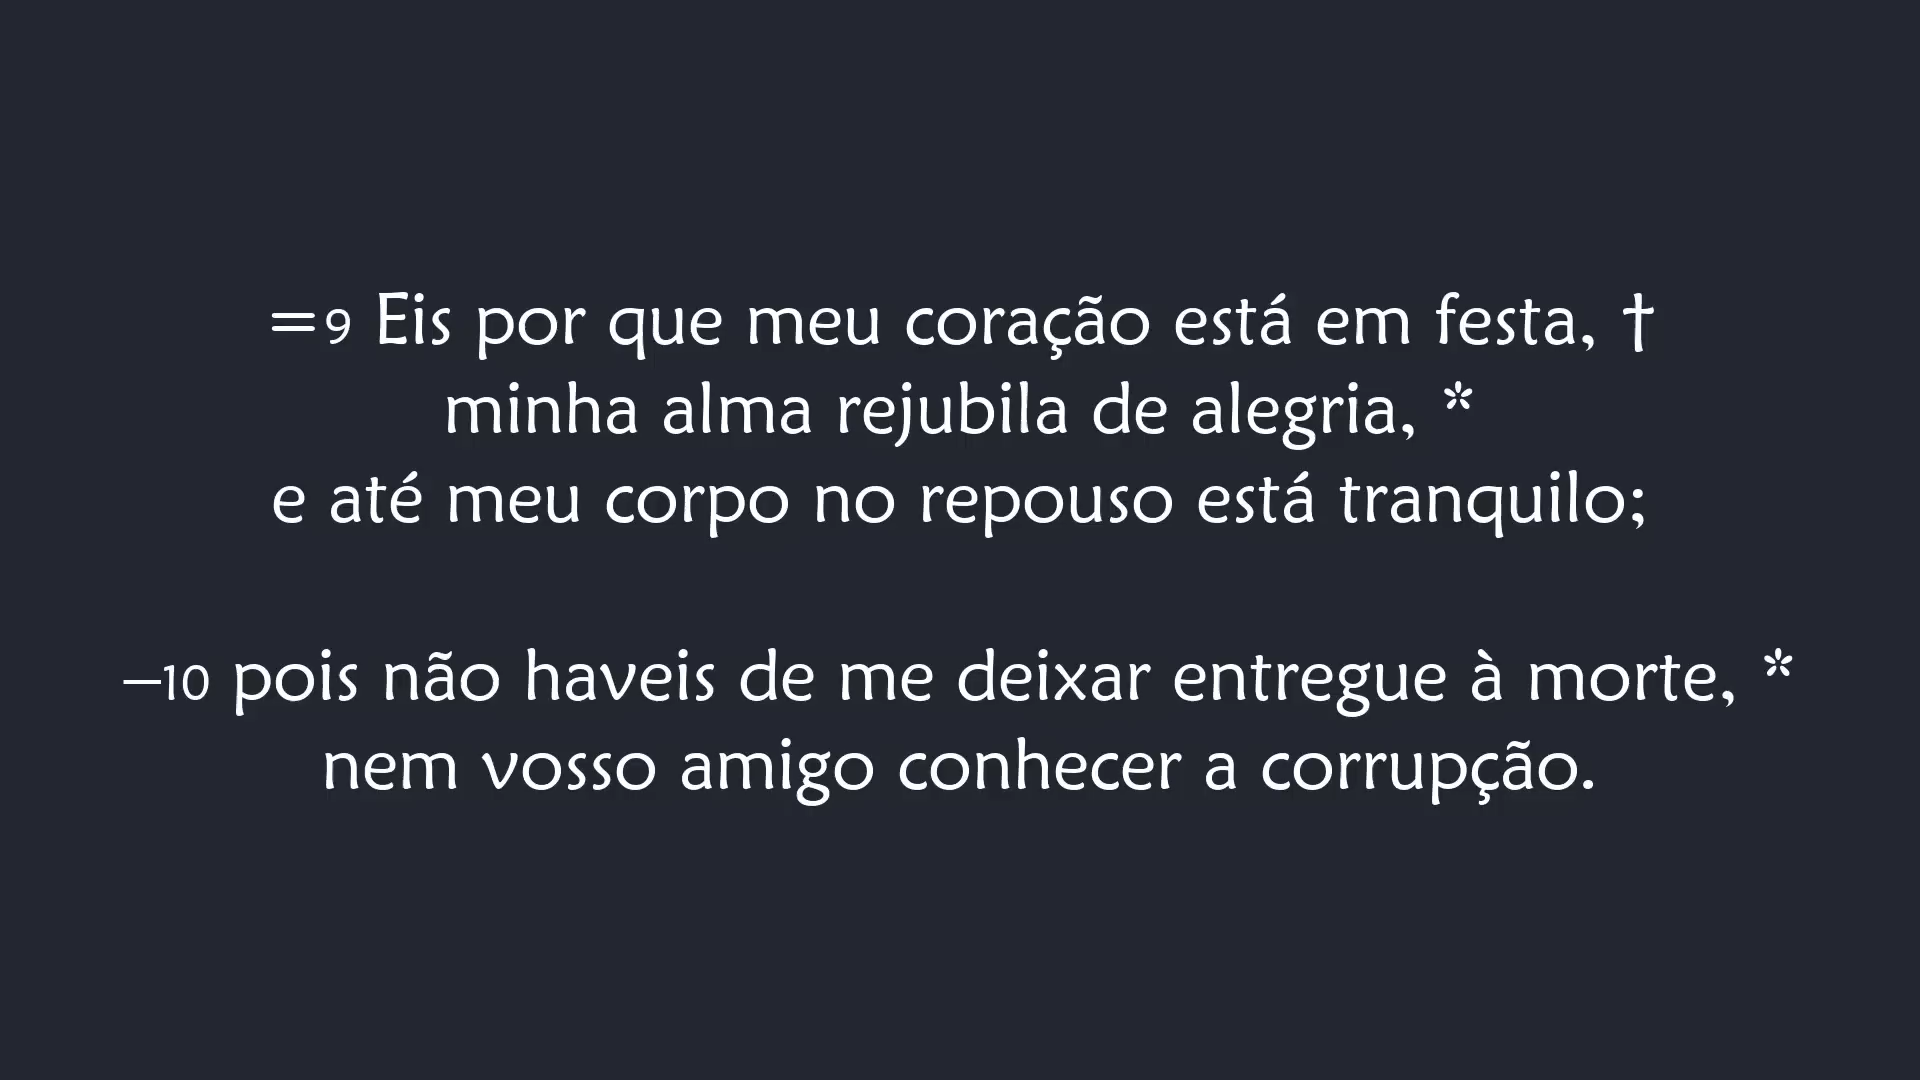 =9 Eis por que meu coração está em festa, †
minha alma rejubila de alegria, *
e até meu corpo no repouso está tranquilo;
–10 pois não haveis de me deixar entregue à morte, *
nem vosso amigo conhecer a corrupção.